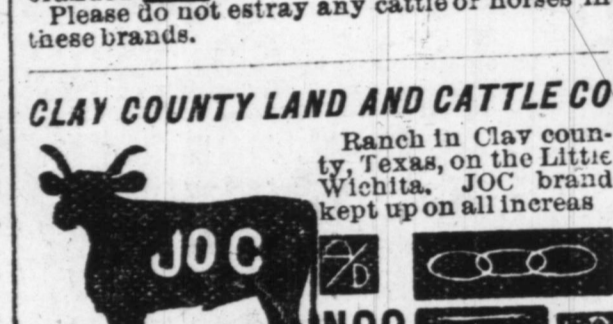 Please do not estray any cattle or horses in
these brands.
CLAY COUNTY LAND AND CATTLE CO
Ranch in Clay coun-
ty, Texas, on the Little
Wichita. JOC brand
kept up on all increas
JOC
A/D